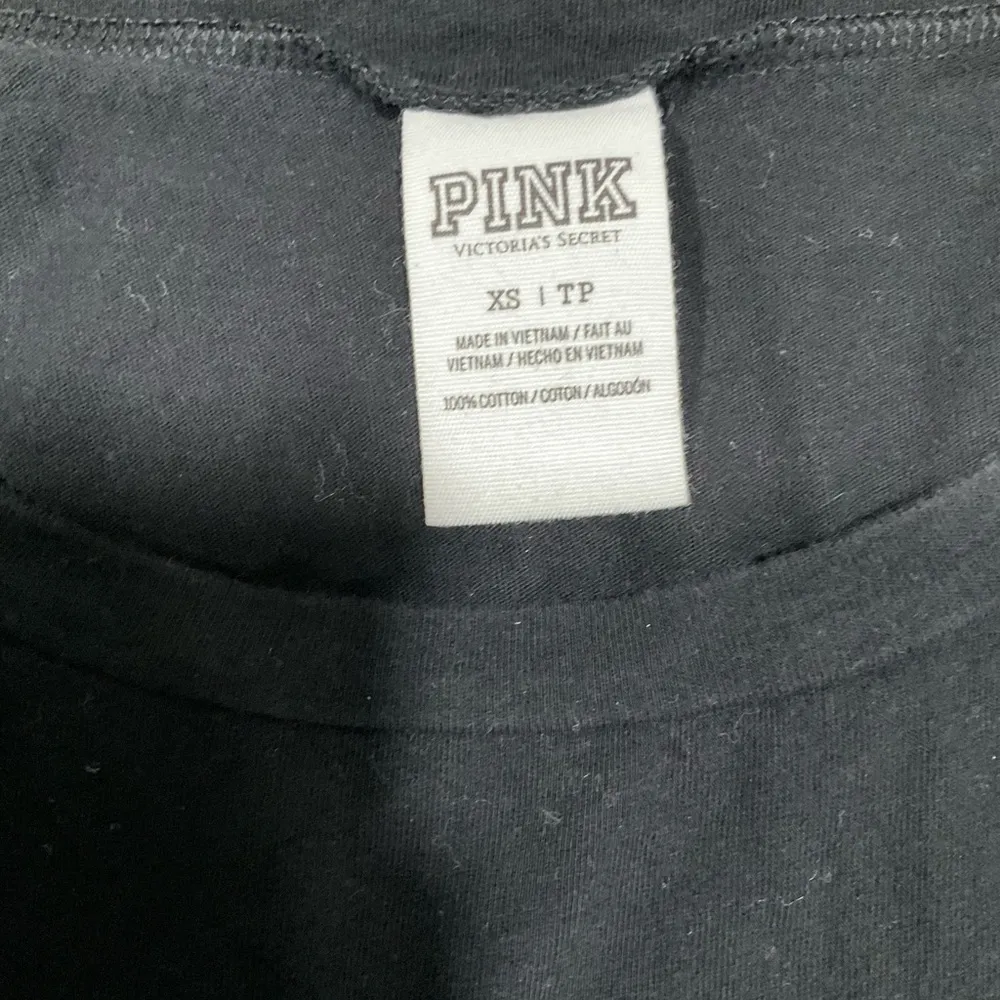 PINK
VICTORIA'S SECRET
XS | TP
MADE IN VIETNAM / FAIT AU
VIETNAM / HECHO EN VIETNAM
100% COTTON / COTON / ALGODÓN